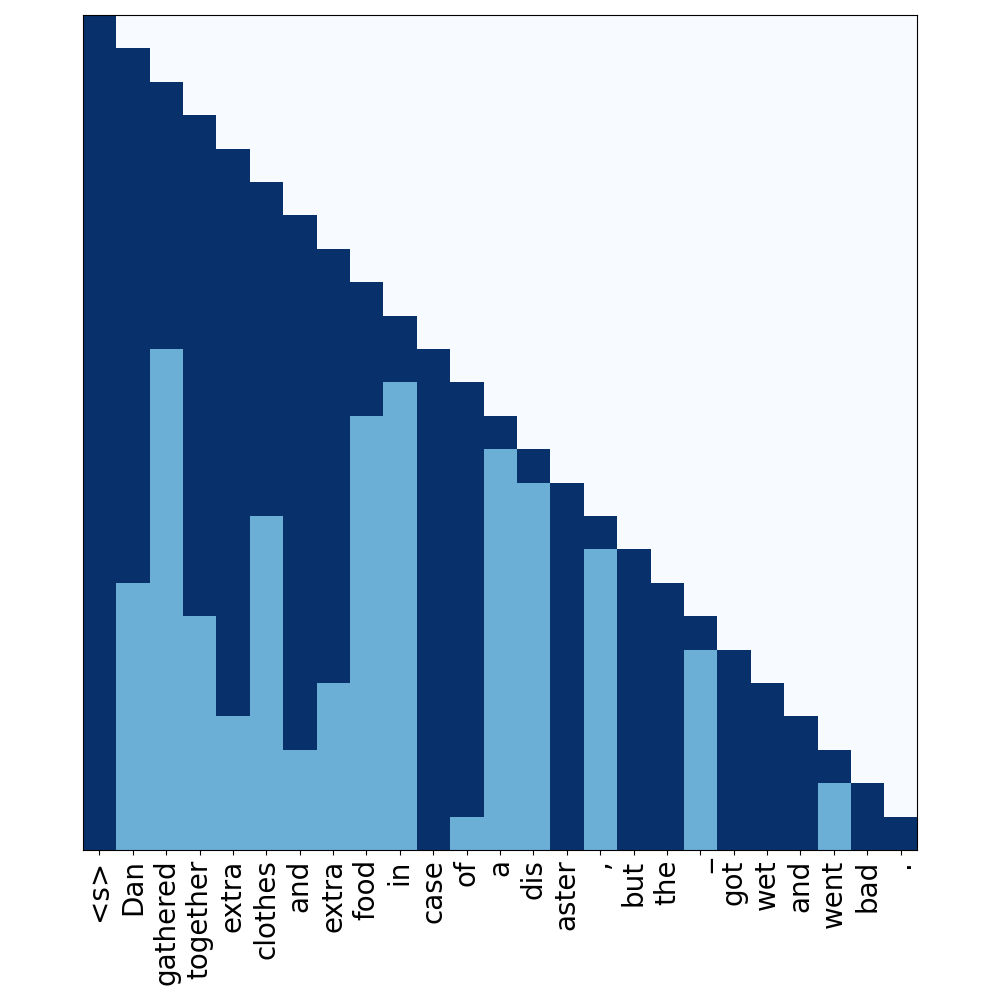 <s> Dan gathered together extra clothes and extra food in case of a dis aster , but the _ got wet and went bad .